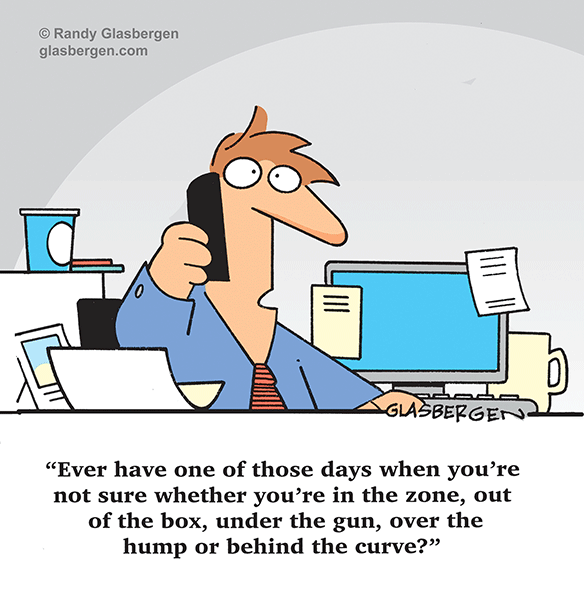 © Randy Glasbergen
glasbergen.com
GLASBERGEN
“Ever have one of those days when you’re
not sure whether you’re in the zone, out
of the box, under the gun, over the
hump or behind the curve?”